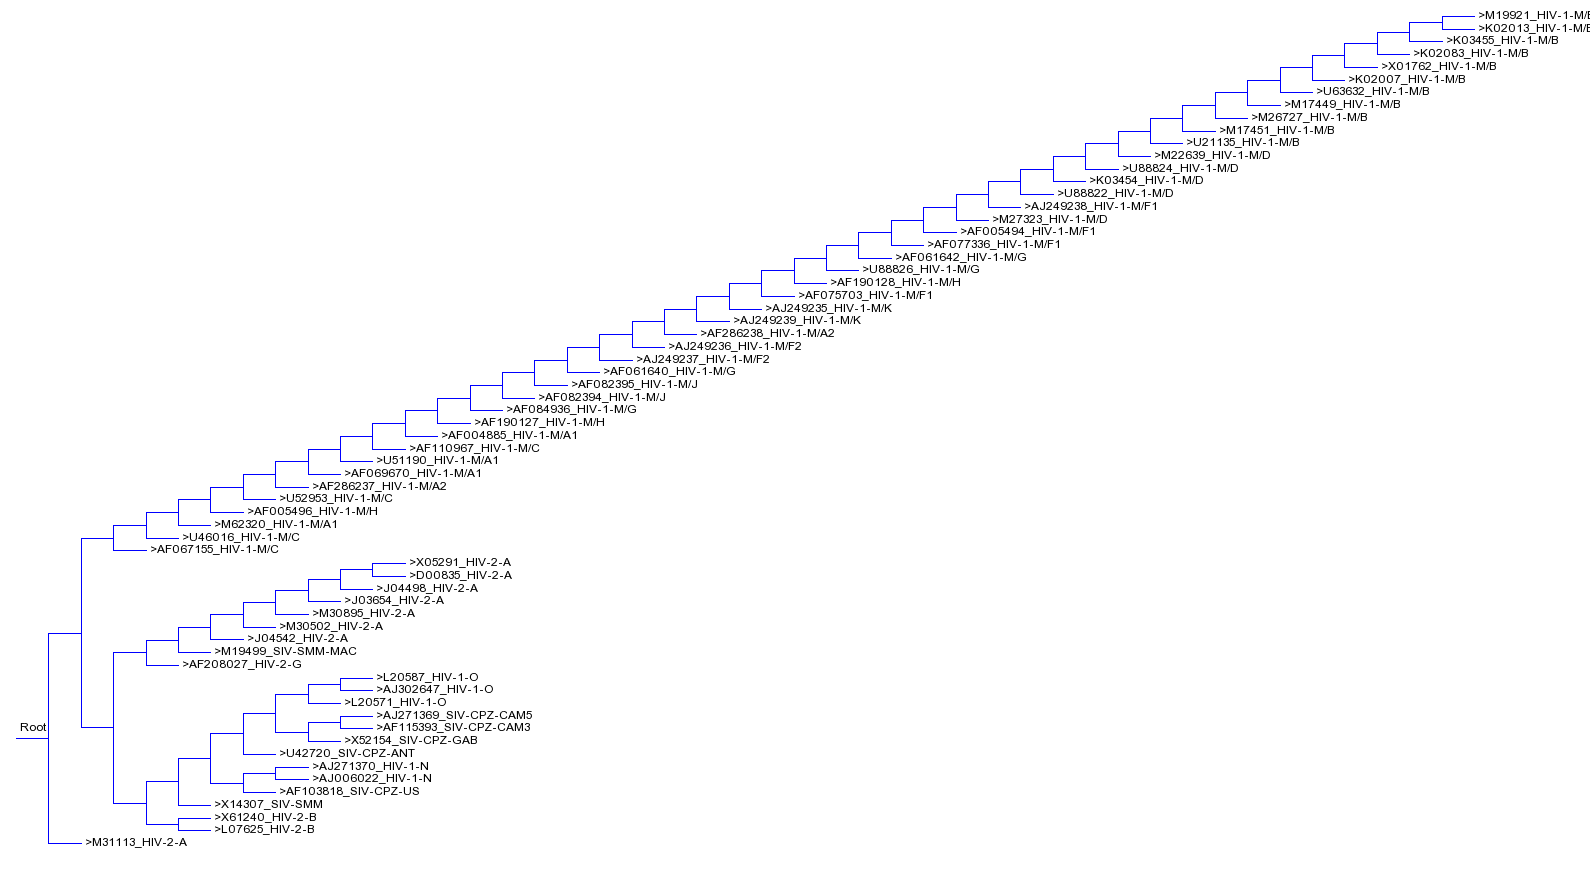 >M19921_HIV-1-M/B
>K02013_HIV-1-M/B
>K03455_HIV-1-M/B
>K02083_HIV-1-M/B
>X01762_HIV-1-M/B
>K02007_HIV-1-M/B
>U63632_HIV-1-M/B
>M17449_HIV-1-M/B
>M26727_HIV-1-M/B
>M17451_HIV-1-M/B
>U21135_HIV-1-M/B
>M22639_HIV-1-M/D
>U88824_HIV-1-M/D
>K03454_HIV-1-M/D
>U88822_HIV-1-M/D
>AJ249238_HIV-1-M/F1
>M27323_HIV-1-M/D
>AF005494_HIV-1-M/F1
>AF077336_HIV-1-M/F1
>AF061642_HIV-1-M/G
>U88826_HIV-1-M/G
>AF190128_HIV-1-M/H
>AF075703_HIV-1-M/F1
>AJ249235_HIV-1-M/K
>AJ249239_HIV-1-M/K
>AF286238_HIV-1-M/A2
>AJ249236_HIV-1-M/F2
>AJ249237_HIV-1-M/F2
>AF061640_HIV-1-M/G
>AF082395_HIV-1-M/J
>AF082394_HIV-1-M/J
>AF084936_HIV-1-M/G
>AF190127_HIV-1-M/H
>AF004885_HIV-1-M/A1
>AF110967_HIV-1-M/C
>U51190_HIV-1-M/A1
>AF069670_HIV-1-M/A1
>AF286237_HIV-1-M/A2
>U52953_HIV-1-M/C
>AF005496_HIV-1-M/H
>M62320_HIV-1-M/A1
>U46016_HIV-1-M/C
>AF067155_HIV-1-M/C
>X05291_HIV-2-A
>D00835_HIV-2-A
>J04498_HIV-2-A
>J03654_HIV-2-A
>M30895_HIV-2-A
>M30502_HIV-2-A
>J04542_HIV-2-A
>M19499_SIV-SMM-MAC
>AF208027_HIV-2-G
>L20587_HIV-1-O
>AJ302647_HIV-1-O
>L20571_HIV-1-O
>AJ271369_SIV-CPZ-CAM5
>AF115393_SIV-CPZ-CAM3
Root
>X52154_SIV-CPZ-GAB
>U42720_SIV-CPZ-ANT
>AJ271370_HIV-1-N
>AJ006022_HIV-1-N
>AF103818_SIV-CPZ-US
>X14307_SIV-SMM
>X61240_HIV-2-B
>L07625_HIV-2-B
>M31113_HIV-2-A